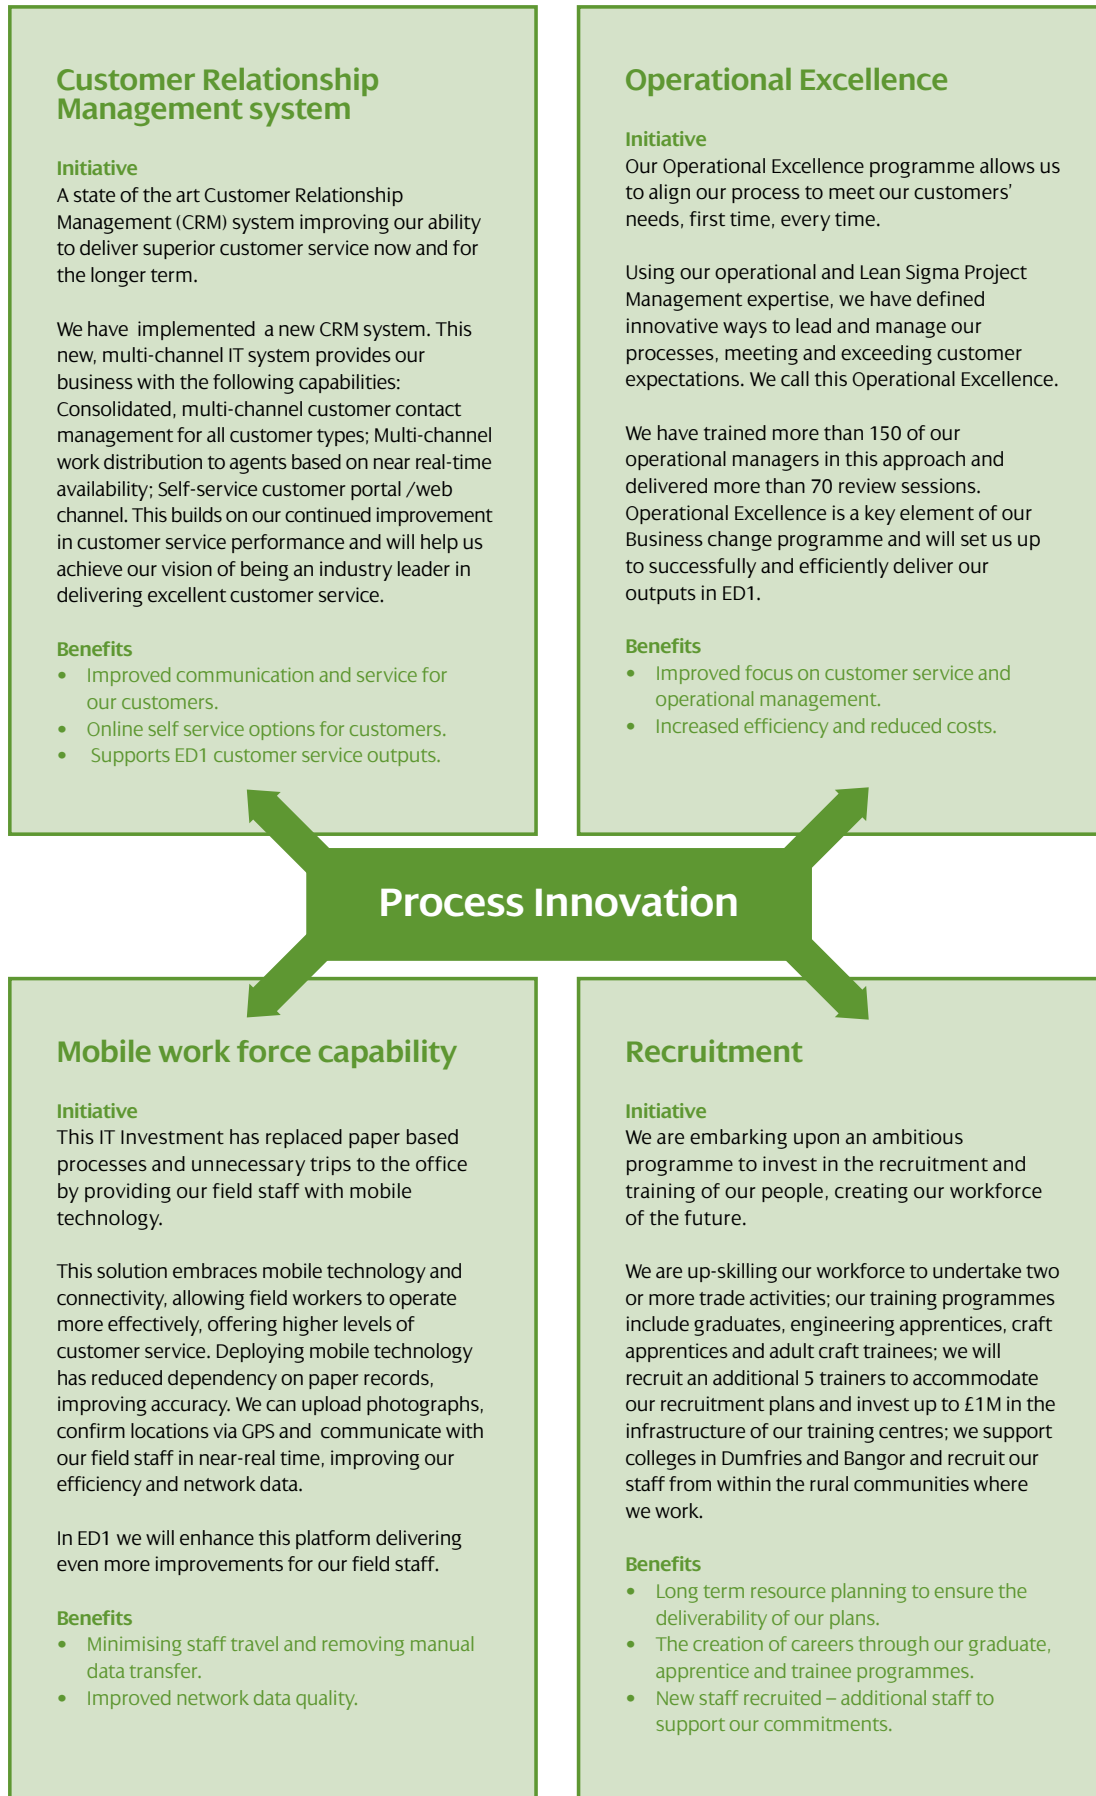 Customer Relationship
Management system
Initiative
A state of the art Customer Relationship
Management (CRM) system improving our ability
to deliver superior customer service now and for
the longer term.
We have implemented a new CRM system. This
new, multi-channel IT system provides our
business with the following capabilities:
Consolidated, multi-channel customer contact
management for all customer types; Multi-channel
work distribution to agents based on near real-time
availability; Self-service customer portal /web
channel. This builds on our continued improvement
in customer service performance and will help us
achieve our vision of being an industry leader in
delivering excellent customer service.
Benefits
• Improved communication and service for
our customers.
• Online self service options for customers.
• Supports ED1 customer service outputs.
Operational Excellence
Initiative
Our Operational Excellence programme allows us
to align our process to meet our customers’
needs, first time, every time.
Using our operational and Lean Sigma Project
Management expertise, we have defined
innovative ways to lead and manage our
processes, meeting and exceeding customer
expectations. We call this Operational Excellence.
We have trained more than 150 of our
operational managers in this approach and
delivered more than 70 review sessions.
Operational Excellence is a key element of our
Business change programme and will set us up
to successfully and efficiently deliver our
outputs in ED1.
Benefits
• Improved focus on customer service and
operational management.
• Increased efficiency and reduced costs.
Process Innovation
Mobile work force capability
Initiative
This IT Investment has replaced paper based
processes and unnecessary trips to the office
by providing our field staff with mobile
technology.
This solution embraces mobile technology and
connectivity, allowing field workers to operate
more effectively, offering higher levels of
customer service. Deploying mobile technology
has reduced dependency on paper records,
improving accuracy. We can upload photographs,
confirm locations via GPS and communicate with
our field staff in near-real time, improving our
efficiency and network data.
In ED1 we will enhance this platform delivering
even more improvements for our field staff.
Benefits
• Minimising staff travel and removing manual
data transfer.
• Improved network data quality.
Recruitment
Initiative
We are embarking upon an ambitious
programme to invest in the recruitment and
training of our people, creating our workforce
of the future.
We are up-skilling our workforce to undertake two
or more trade activities; our training programmes
include graduates, engineering apprentices, craft
apprentices and adult craft trainees; we will
recruit an additional 5 trainers to accommodate
our recruitment plans and invest up to £1M in the
infrastructure of our training centres; we support
colleges in Dumfries and Bangor and recruit our
staff from within the rural communities where
we work.
Benefits
• Long term resource planning to ensure the
deliverability of our plans.
• The creation of careers through our graduate,
apprentice and trainee programmes.
• New staff recruited – additional staff to
support our commitments.